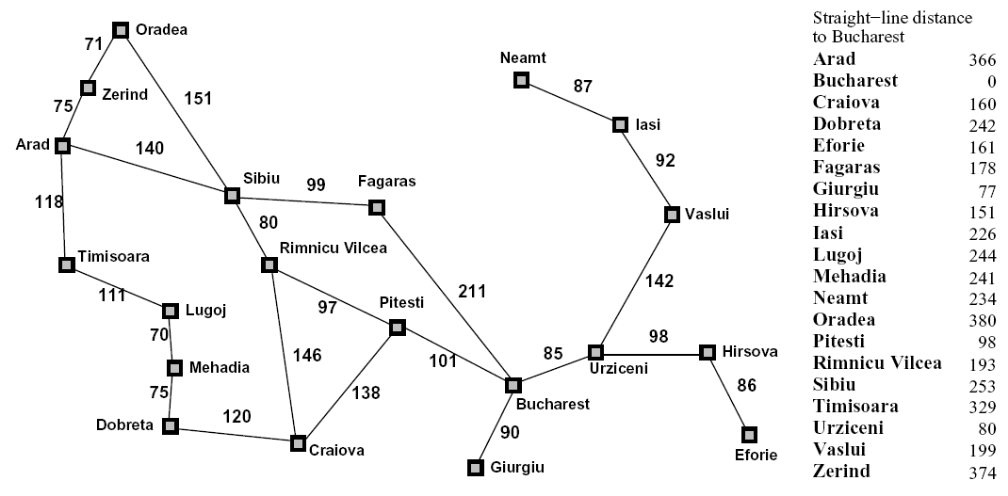 Oradea
71
Zerind
75
151
Arad
140
118
Sibiu
99
Fagaras
80
Rimnicu Vilcea
Timisoara
111
Lugoj
70
Mehadia
75
Dobreta
120
Craiova
146
97
Pitesti
138
101
211
Bucharest
90
Giurgiu
85
Urziceni
98
Hirsova
86
Eforie
142
Vaslui
92
Iasi
87
Neamt
Straight−line distance
to Bucharest
Arad 366
Bucharest 0
Craiova 160
Dobreta 242
Eforie 161
Fagaras 178
Giurgiu 77
Hirsova 151
Iasi 226
Lugoj 244
Mehadia 241
Neamt 234
Oradea 380
Pitesti 98
Rimnicu Vilcea 193
Sibiu 253
Timisoara 329
Urziceni 80
Vaslui 199
Zerind 374